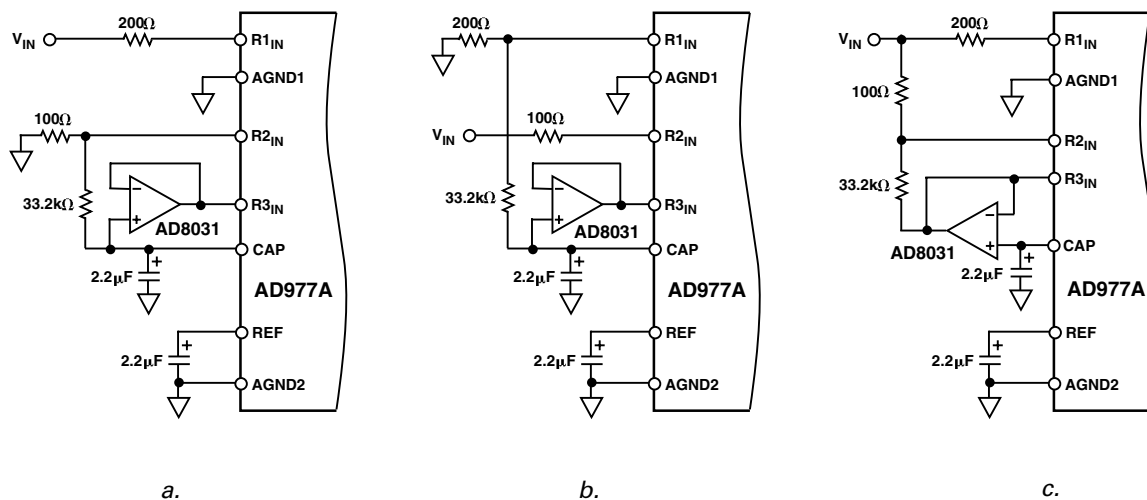 200Ω
V_IN
R1_IN
AGND1
100Ω
R2_IN
33.2kΩ
−
+
R3_IN
AD8031
CAP
+
2.2μF
AD977A
REF
+
2.2μF
AGND2
a.
200Ω
R1_IN
AGND1
100Ω
V_IN
R2_IN
33.2kΩ
−
+
R3_IN
AD8031
CAP
+
2.2μF
AD977A
REF
+
2.2μF
AGND2
b.
200Ω
V_IN
R1_IN
100Ω
AGND1
R2_IN
33.2kΩ
R3_IN
−
+
AD8031
CAP
+
2.2μF
AD977A
REF
+
2.2μF
AGND2
c.